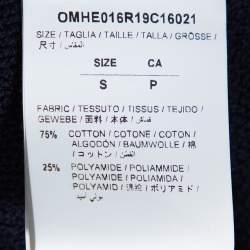 OMHE016R19C16021
SIZE / TAGLIA / TAILLE / TALLA / GRÖSSE /
尺寸 / المقاس /
SIZE CA
S P
FABRIC / TESSUTO / TISSUS / TEJIDO /
GEWEBE / 面料 / 本体 / قماش /
75% COTTON / COTONE / COTON /
ALGODÓN / BAUMWOLLE / 棉
/ コットン / القطن /
25% POLYAMIDE / POLIAMMIDE
/ POLYAMIDE / POLIAMIDA /
POLYAMID / 锦纶 / ポリアミド /
بولي أميد